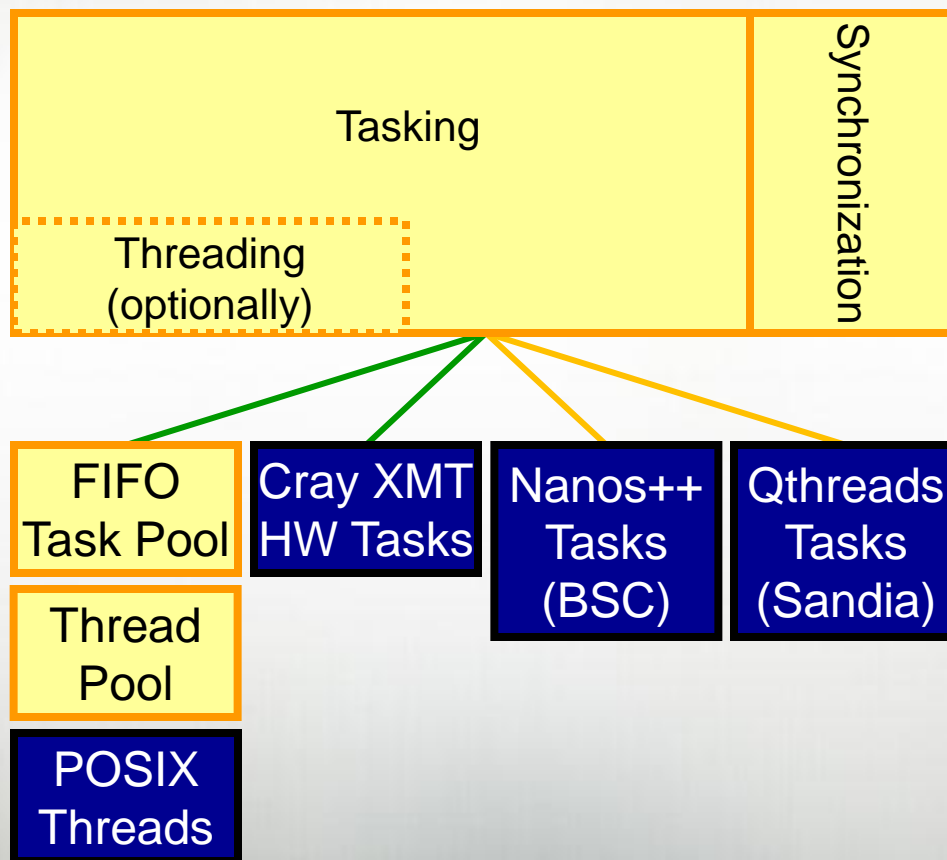 Tasking
Synchronization
Threading
(optionally)
FIFO
Task Pool
Cray XMT
HW Tasks
Nanos++
Tasks
(BSC)
Qthreads
Tasks
(Sandia)
Thread
Pool
POSIX
Threads